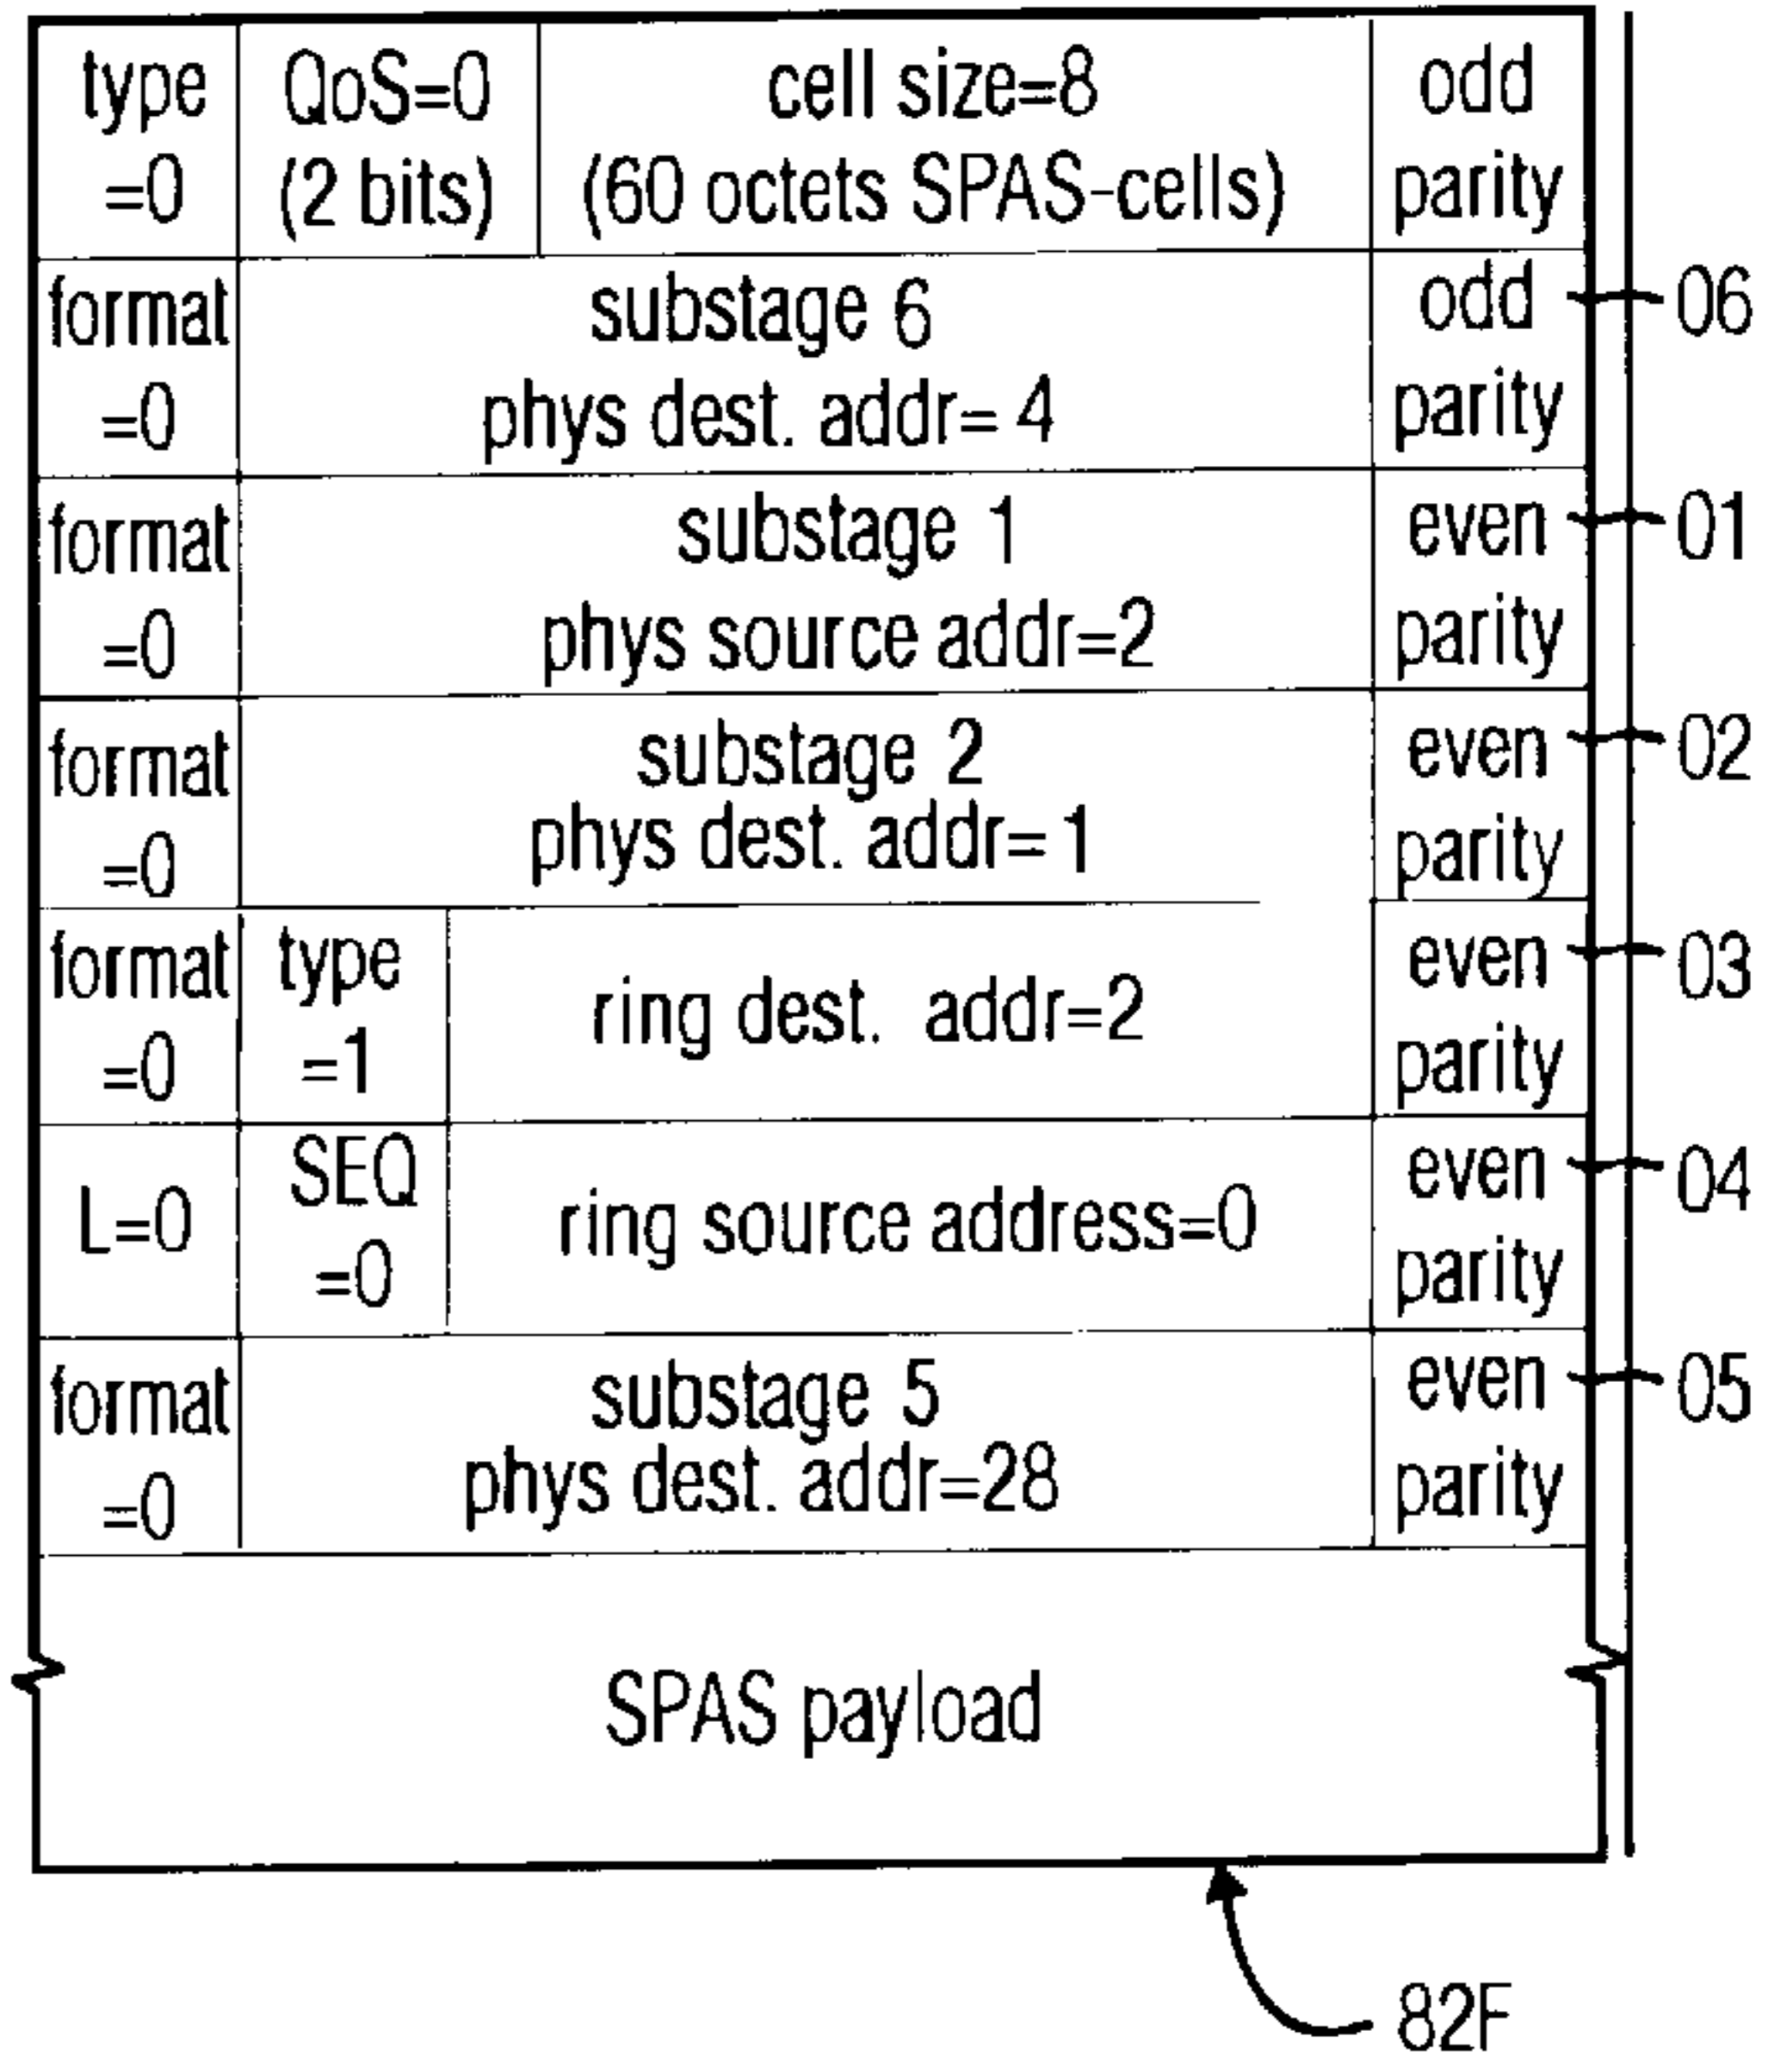 type QoS=0 cell size=8 odd
=0 (2 bits) (60 octets SPAS-cells) parity
format substage 6 odd 06
=0 phys dest. addr= 4 parity
format substage 1 even 01
=0 phys source addr=2 parity
format substage 2 even 02
=0 phys dest. addr=1 parity
format type ring dest. addr=2 even 03
=0 =1 parity
L=0 SEQ ring source address=0 even 04
=0 parity
format substage 5 even 05
=0 phys dest. addr=28 parity
SPAS payload
82F